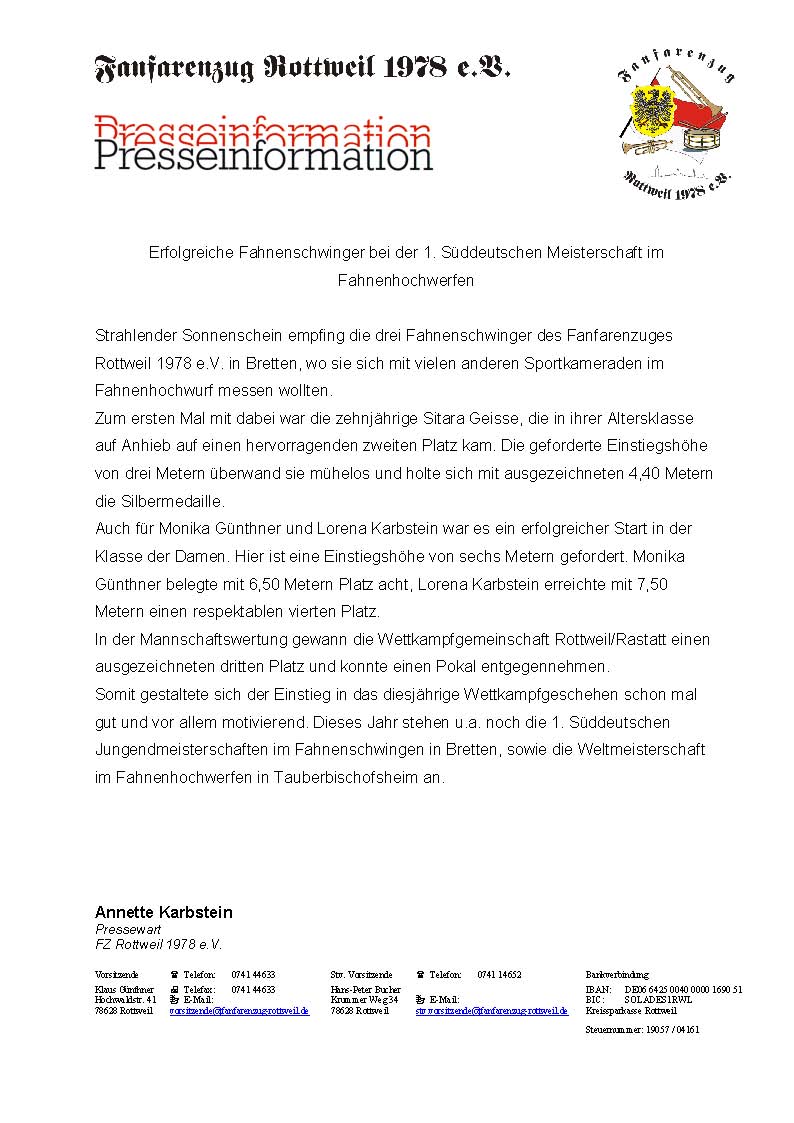 Fanfarenzug Rottweil 1978 e.V.
Fanfarenzug
Rottweil 1978 e.V.
Presseinformation
Presseinformation
Erfolgreiche Fahnenschwinger bei der 1. Süddeutschen Meisterschaft im
Fahnenhochwerfen
Strahlender Sonnenschein empfing die drei Fahnenschwinger des Fanfarenzuges
Rottweil 1978 e.V. in Bretten, wo sie sich mit vielen anderen Sportkameraden im
Fahnenhochwurf messen wollten.
Zum ersten Mal mit dabei war die zehnjährige Sitara Geisse, die in ihrer Altersklasse
auf Anhieb auf einen hervorragenden zweiten Platz kam. Die geforderte Einstiegshöhe
von drei Metern überwand sie mühelos und holte sich mit ausgezeichneten 4,40 Metern
die Silbermedaille.
Auch für Monika Günthner und Lorena Karbstein war es ein erfolgreicher Start in der
Klasse der Damen. Hier ist eine Einstiegshöhe von sechs Metern gefordert. Monika
Günthner belegte mit 6,50 Metern Platz acht, Lorena Karbstein erreichte mit 7,50
Metern einen respektablen vierten Platz.
In der Mannschaftswertung gewann die Wettkampfgemeinschaft Rottweil/Rastatt einen
ausgezeichneten dritten Platz und konnte einen Pokal entgegennehmen.
Somit gestaltete sich der Einstieg in das diesjährige Wettkampfgeschehen schon mal
gut und vor allem motivierend. Dieses Jahr stehen u.a. noch die 1. Süddeutschen
Jungendmeisterschaften im Fahnenschwingen in Bretten, sowie die Weltmeisterschaft
im Fahnenhochwerfen in Tauberbischofsheim an.
Annette Karbstein
Pressewart
FZ Rottweil 1978 e.V.
Vorsitzende ☎ Telefon: 0741 44633 Stv. Vorsitzende ☎ Telefon: 0741 14652 Bankverbindung
Klaus Günthner Telefax: 0741 44633 Hans-Peter Bucher IBAN: DE06 6425 0040 0000 1690 51
Hochwaldstr. 41 E-Mail: Krummer Weg 34 E-Mail: BIC: SOLADES1RWL
78628 Rottweil vorsitzende@fanfarenzug-rottweil.de 78628 Rottweil stv.vorsitzende@fanfarenzug-rottweil.de Kreissparkasse Rottweil
Steuernummer: 19057 / 04161